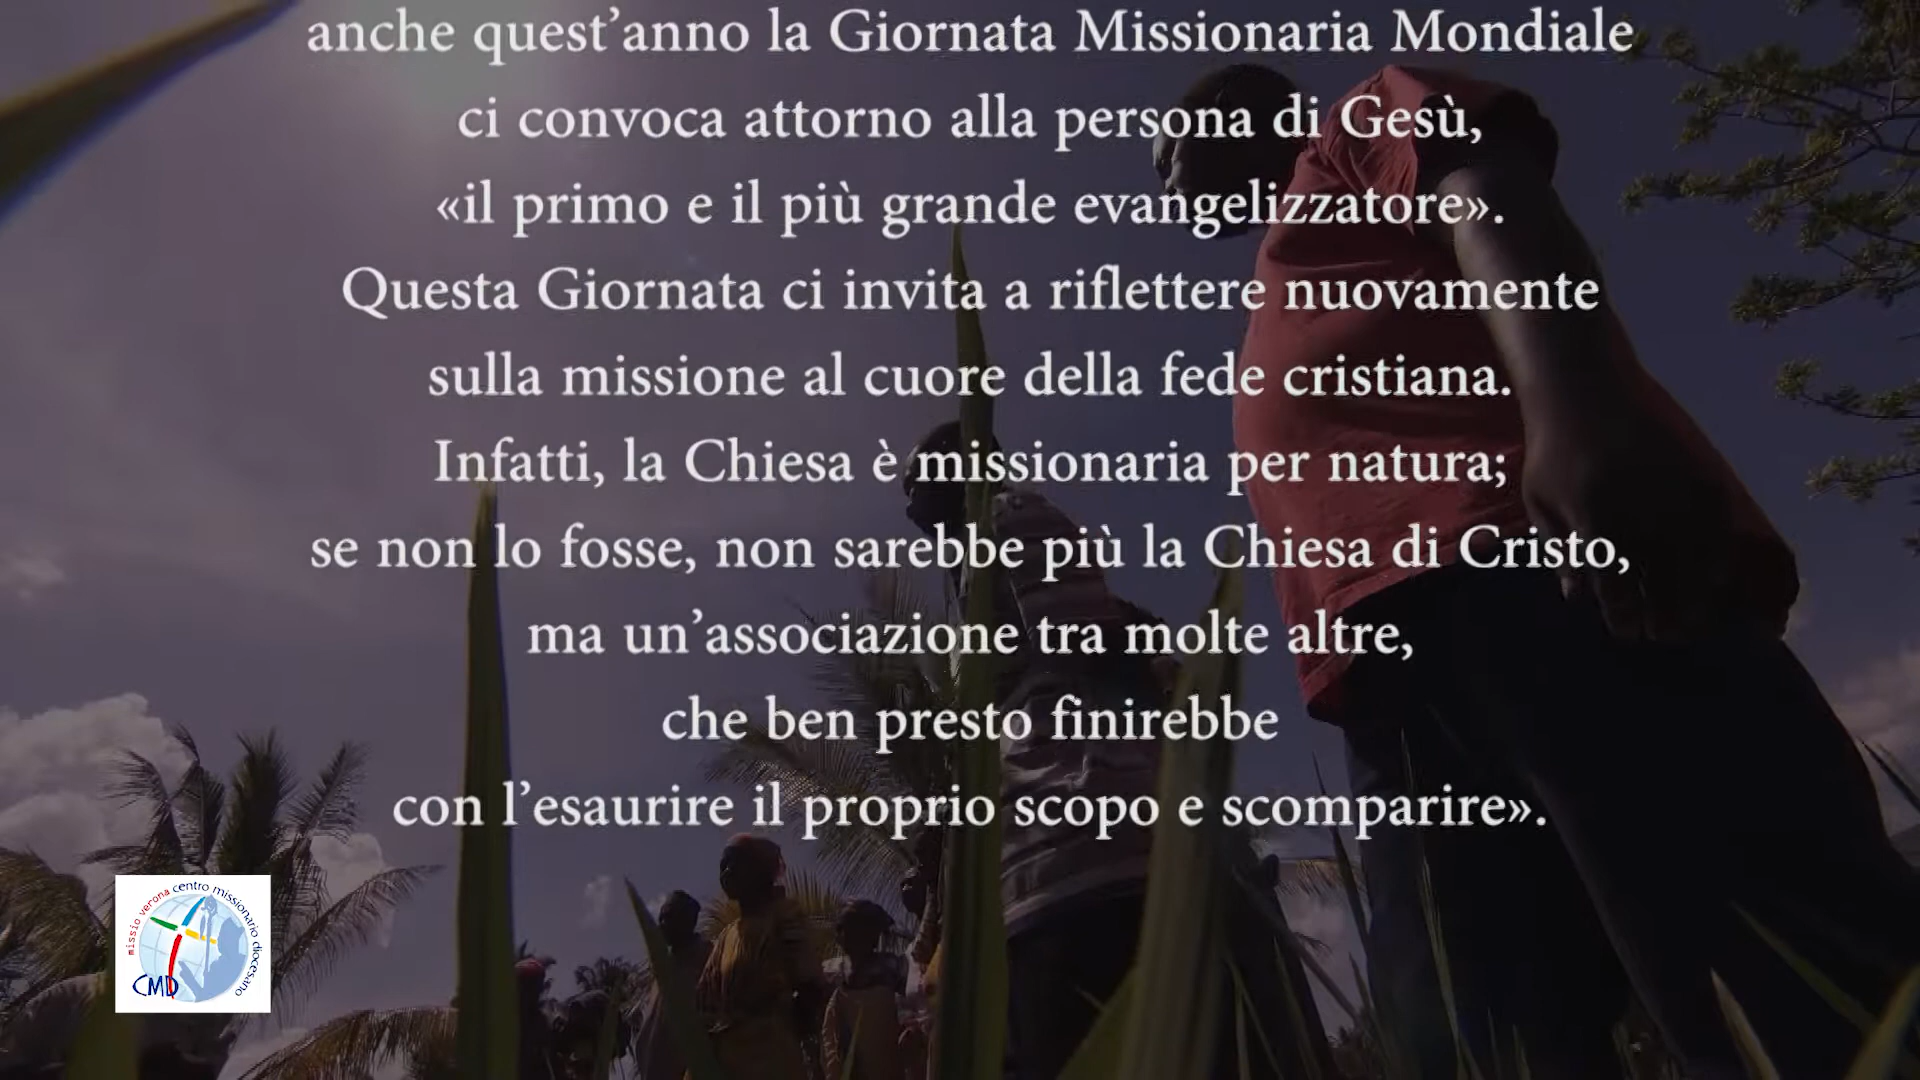 anche quest’anno la Giornata Missionaria Mondiale
ci convoca attorno alla persona di Gesù,
«il primo e il più grande evangelizzatore».
Questa Giornata ci invita a riflettere nuovamente
sulla missione al cuore della fede cristiana.
Infatti, la Chiesa è missionaria per natura;
se non lo fosse, non sarebbe più la Chiesa di Cristo,
ma un’associazione tra molte altre,
che ben presto finirebbe
con l’esaurire il proprio scopo e scomparire».
missio verona centro missionario diocesano
CMD